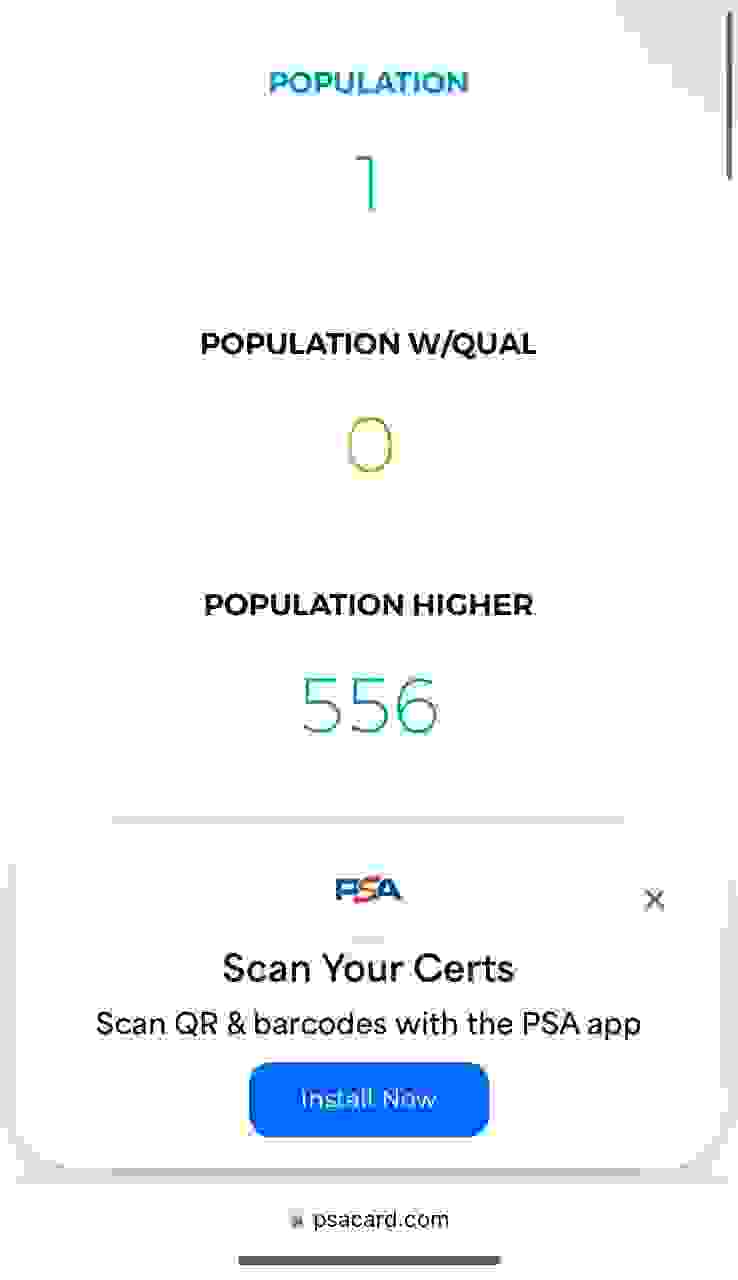 POPULATION
1
POPULATION W/QUAL
0
POPULATION HIGHER
556
PSA
Scan Your Certs
Scan QR & barcodes with the PSA app
Install Now
psacard.com